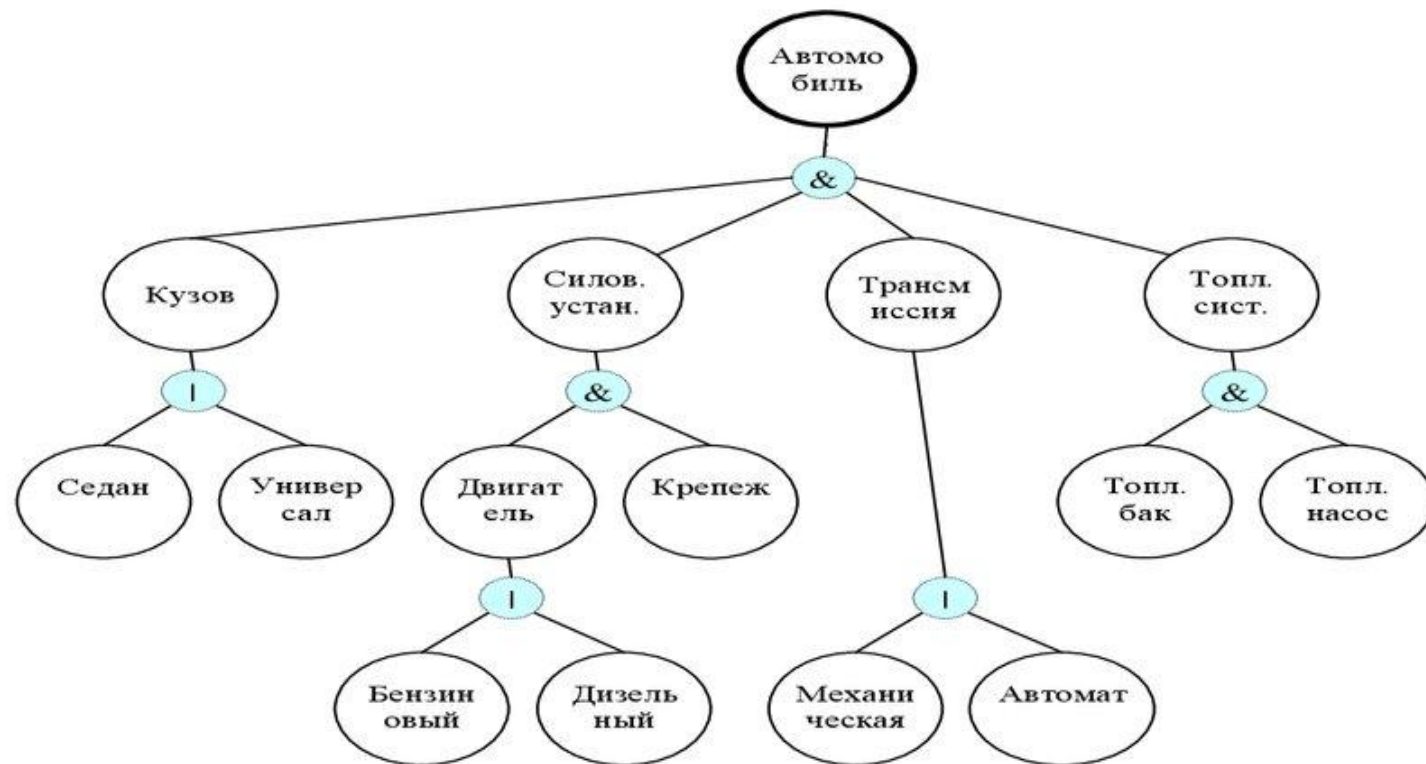 Автомо
биль
&
Кузов
Силов.
устан.
Трансм
иссия
Топл.
сист.
|
&
&
Седан
Универ
сал
Двигат
ель
Крепеж
Топл.
бак
Топл.
насос
|
|
Бензин
овый
Дизель
ный
Механи
ческая
Автомат